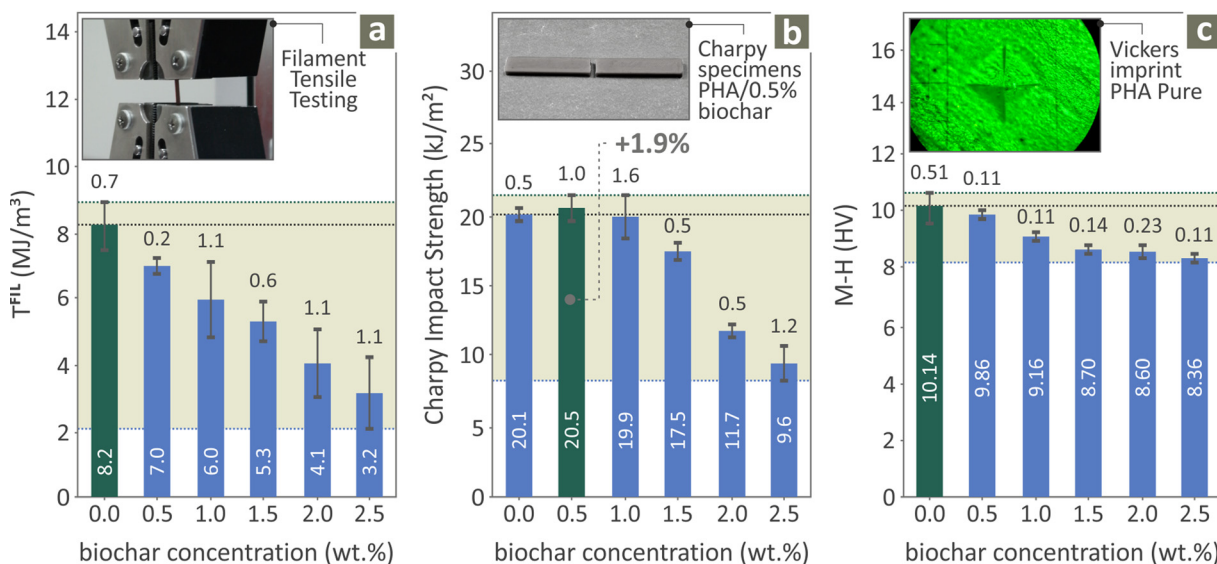 a
Filament
Tensile
Testing
T^FIL (MJ/m³)
14
12
10
8
6
4
2
0
0.7
0.2
1.1
0.6
1.1
1.1
8.2
7.0
6.0
5.3
4.1
3.2
0.0 0.5 1.0 1.5 2.0 2.5
biochar concentration (wt.%)
b
Charpy
specimens
PHA/0.5%
biochar
+1.9%
Charpy Impact Strength (kJ/m²)
30
25
20
15
10
5
0
0.5
1.0
1.6
0.5
0.5
1.2
20.1
20.5
19.9
17.5
11.7
9.6
0.0 0.5 1.0 1.5 2.0 2.5
biochar concentration (wt.%)
c
Vickers
imprint
PHA Pure
M-H (HV)
16
14
12
10
8
6
4
2
0
0.51
0.11
0.11
0.14
0.23
0.11
10.14
9.86
9.16
8.70
8.60
8.36
0.0 0.5 1.0 1.5 2.0 2.5
biochar concentration (wt.%)